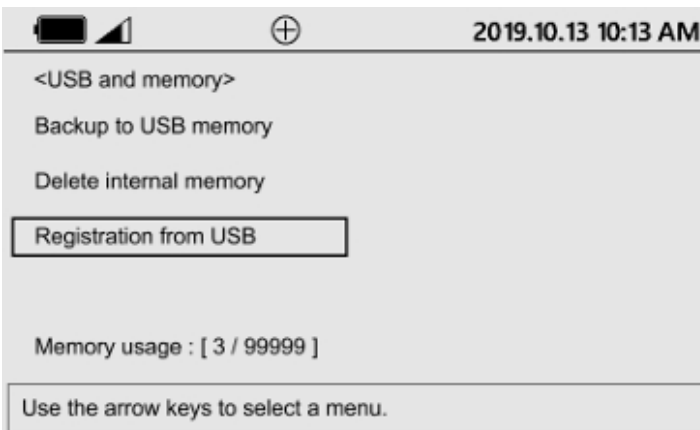 2019.10.13 10:13 AM
<USB and memory>
Backup to USB memory
Delete internal memory
Registration from USB
Memory usage : [ 3 / 99999 ]
Use the arrow keys to select a menu.